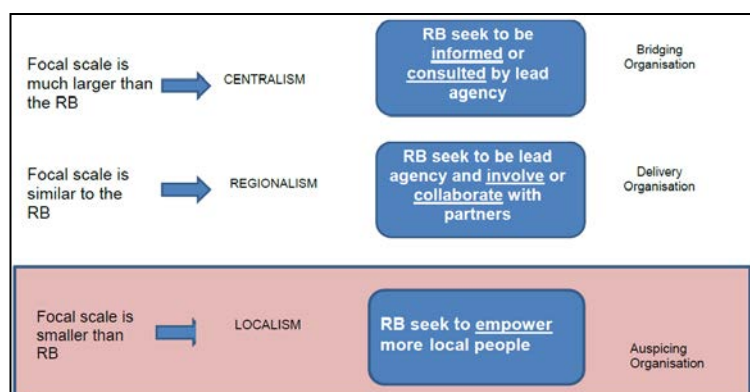 Focal scale is
much larger than
the RB
CENTRALISM
RB seek to be
informed or
consulted by lead
agency
Bridging
Organisation
Focal scale is
similar to the
RB
REGIONALISM
RB seek to be lead
agency and involve or
collaborate with
partners
Delivery
Organisation
Focal scale is
smaller than
RB
LOCALISM
RB seek to empower
more local people
Auspicing
Organisation